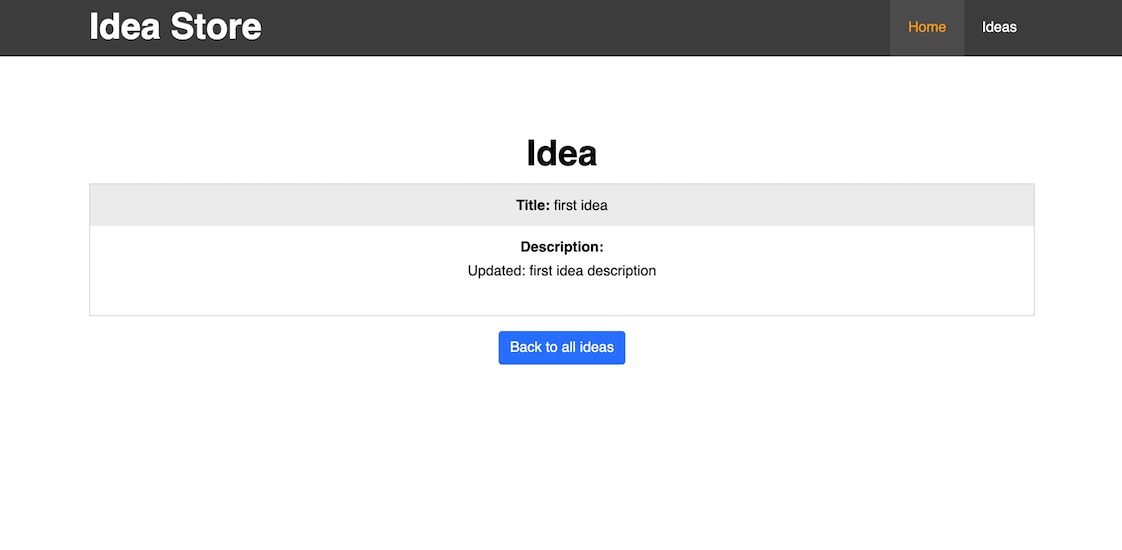 Idea Store
Home Ideas
Idea
Title: first idea
Description:
Updated: first idea description
Back to all ideas